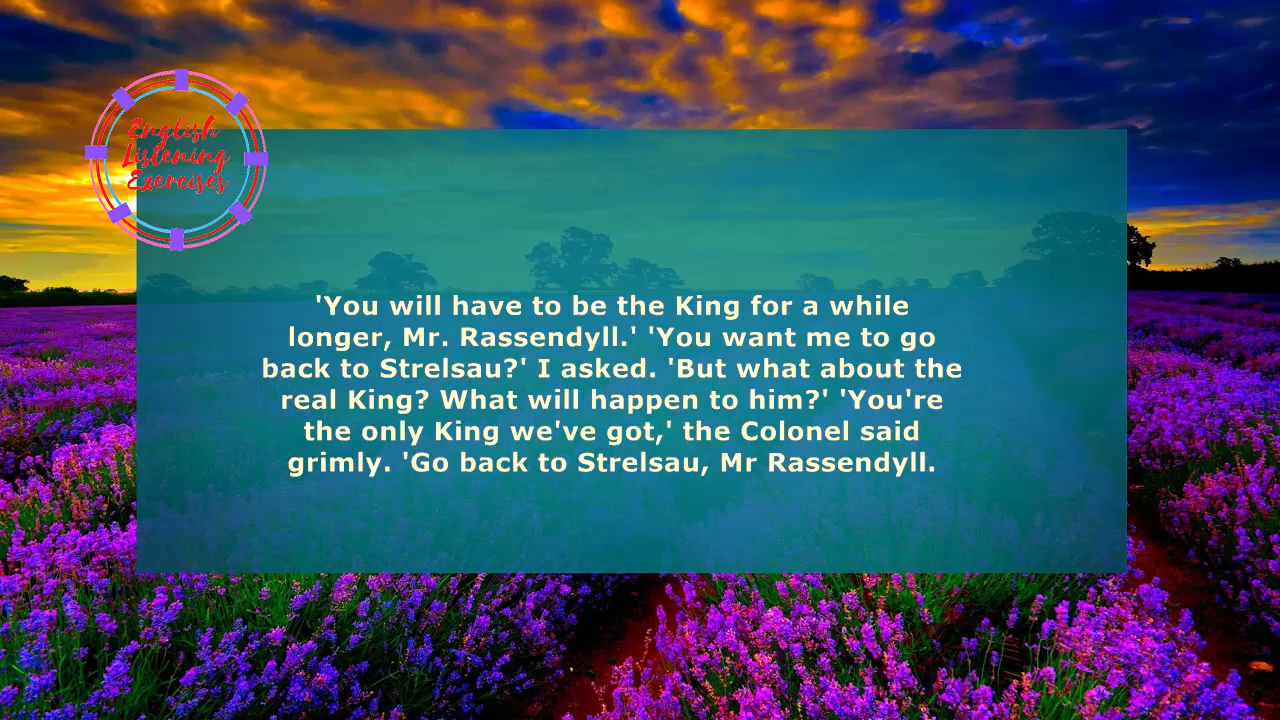 English
Listening
Exercises
'You will have to be the King for a while
longer, Mr. Rassendyll.' 'You want me to go
back to Strelsau?' I asked. 'But what about the
real King? What will happen to him?' 'You're
the only King we've got,' the Colonel said
grimly. 'Go back to Strelsau, Mr Rassendyll.